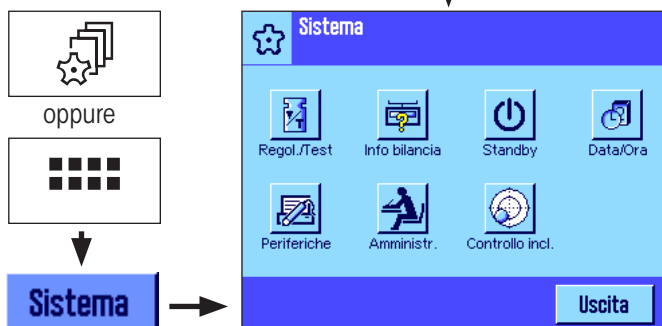 oppure
Sistema
Sistema
Regol./Test
Info bilancia
Standby
Data/Ora
Periferiche
Amministr.
Controllo incl.
Uscita